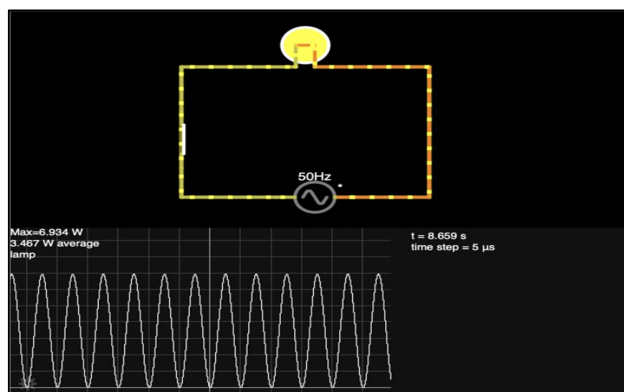 50Hz
Max=6.934 W
3.467 W average
lamp
t = 8.659 s
time step = 5 μs